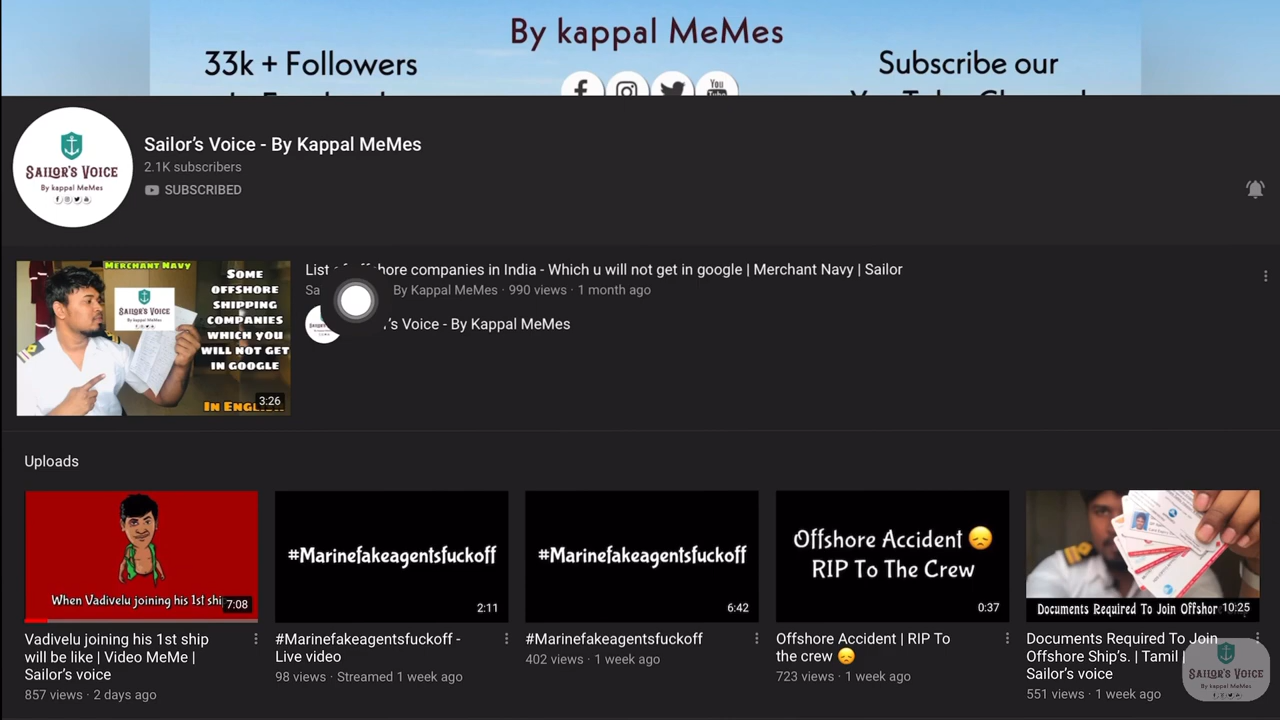 By kappal MeMes
33k + Followers
Subscribe our
You
Sailor's Voice - By Kappal MeMes
2.1K subscribers
SUBSCRIBED
SAILOR'S VOICE
By kappal MeMes
MERCHANT NAVY
SAILOR'S VOICE
SOME
OFFSHORE
SHIPPING
COMPANIES
WHICH YOU
WILL NOT GET
IN GOOGLE
IN
3:26
List offshore companies in India - Which u will not get in google | Merchant Navy | Sailor
Sa By Kappal MeMes · 990 views · 1 month ago
's Voice - By Kappal MeMes
Uploads
When Vadivelu joining his 1st shi
7:08
#Marinefakeagentsfuckoff
2:11
#Marinefakeagentsfuckoff
6:42
Offshore Accident 😞
RIP To The Crew
0:37
Documents Required To Join Offshor
10:25
Vadivelu joining his 1st ship
will be like | Video MeMe |
Sailor's voice
857 views · 2 days ago
#Marinefakeagentsfuckoff -
Live video
98 views · Streamed 1 week ago
#Marinefakeagentsfuckoff
402 views · 1 week ago
Offshore Accident | RIP To
the crew 😞
723 views · 1 week ago
Documents Required To Join
Offshore Ship's. | Tamil |
Sailor's voice
551 views · 1 week ago
SAILOR'S VOICE
By kappal MeMes